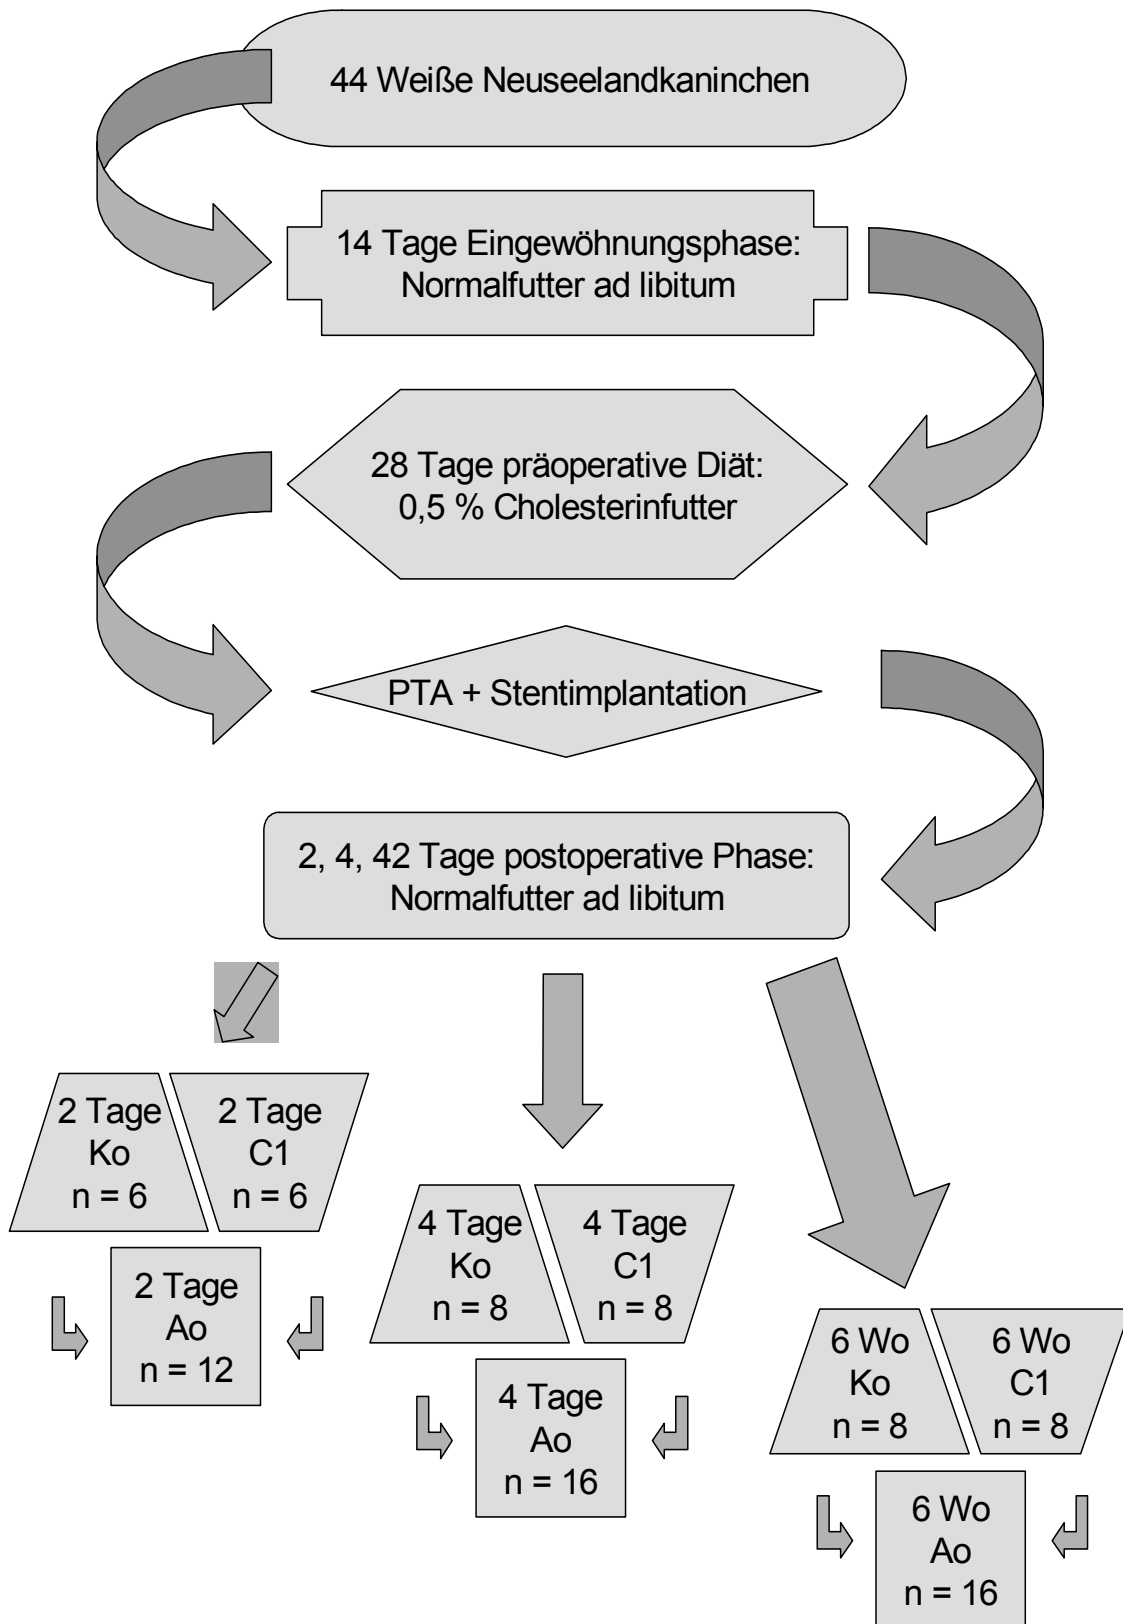 44 Weiße Neuseelandkaninchen
14 Tage Eingewöhnungsphase:
Normalfutter ad libitum
28 Tage präoperative Diät:
0,5 % Cholesterinfutter
PTA + Stentimplantation
2, 4, 42 Tage postoperative Phase:
Normalfutter ad libitum
2 Tage
Ko
n = 6
2 Tage
C1
n = 6
2 Tage
Ao
n = 12
4 Tage
Ko
n = 8
4 Tage
C1
n = 8
4 Tage
Ao
n = 16
6 Wo
Ko
n = 8
6 Wo
C1
n = 8
6 Wo
Ao
n = 16